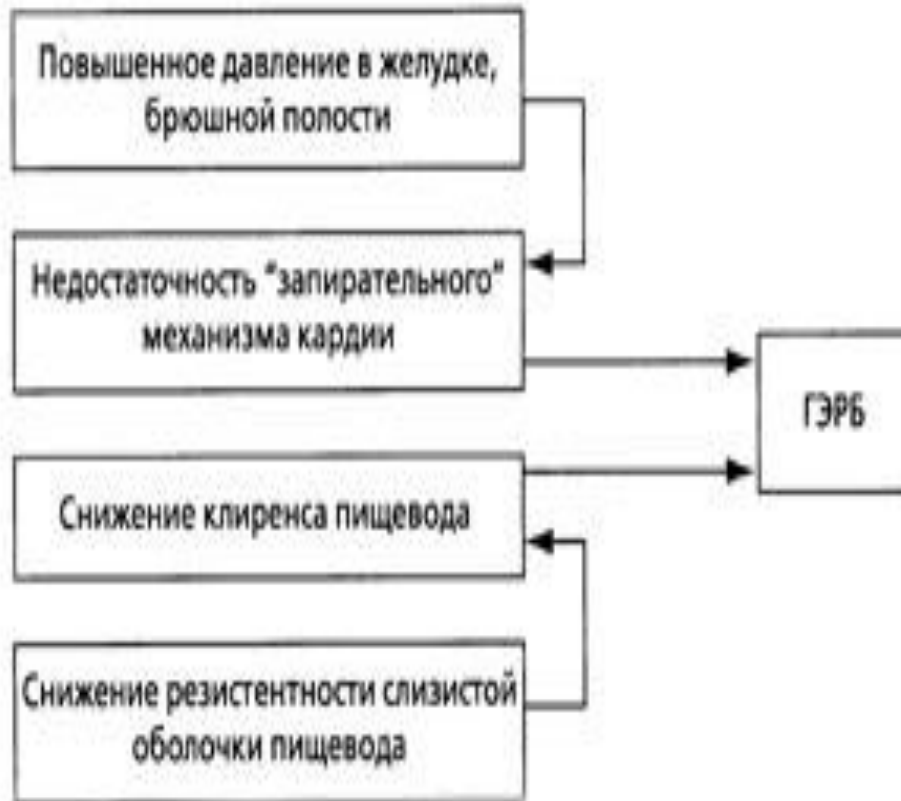 Повышенное давление в желудке,
брюшной полости
Недостаточность "запирательного"
механизма кардии
ГЭРБ
Снижение клиренса пищевода
Снижение резистентности слизистой
оболочки пищевода